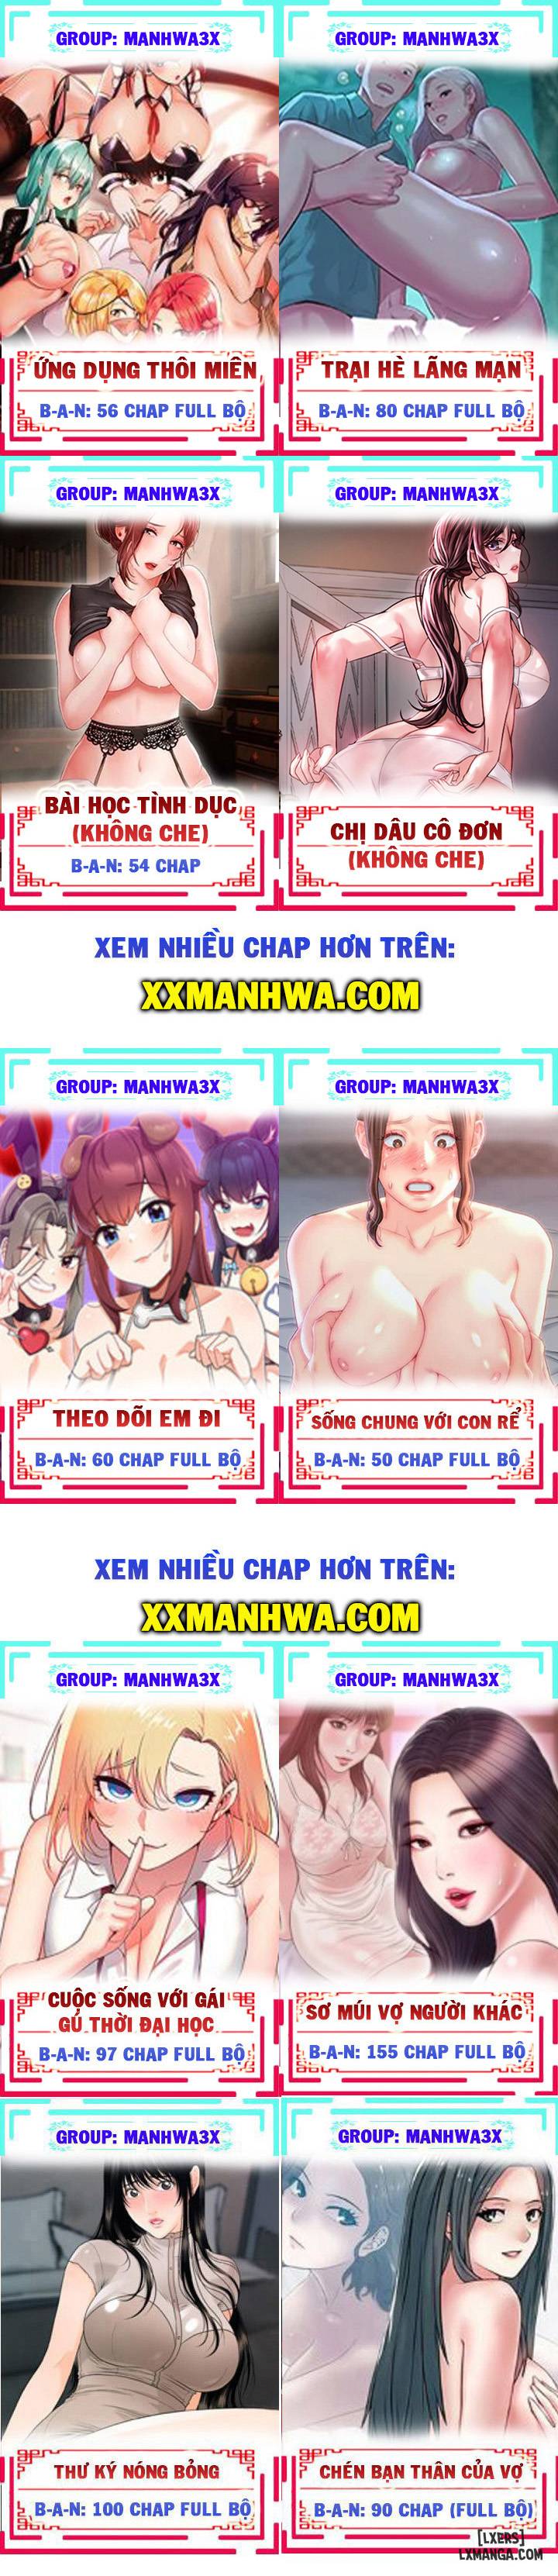 GROUP: MANHWA3X
GROUP: MANHWA3X
ỨNG DỤNG THÔI MIÊN
B-A-N: 56 CHAP FULL BỘ
TRẠI HÈ LÃNG MẠN
B-A-N: 80 CHAP FULL BỘ
GROUP: MANHWA3X
GROUP: MANHWA3X
BÀI HỌC TÌNH DỤC
(KHÔNG CHE)
B-A-N: 54 CHAP
CHỊ DÂU CÔ ĐƠN
(KHÔNG CHE)
XEM NHIỀU CHAP HƠN TRÊN:
XXMANHWA.COM
GROUP: MANHWA3X
GROUP: MANHWA3X
THEO DÕI EM ĐI
B-A-N: 60 CHAP FULL BỘ
SỐNG CHUNG VỚI CON RỂ
B-A-N: 50 CHAP FULL BỘ
XEM NHIỀU CHAP HƠN TRÊN:
XXMANHWA.COM
GROUP: MANHWA3X
GROUP: MANHWA3X
CUỘC SỐNG VỚI GÁI
GÚ THỜI ĐẠI HỌC
B-A-N: 97 CHAP FULL BỘ
SƠ MÚI VỢ NGƯỜI KHÁC
B-A-N: 155 CHAP FULL BỘ
GROUP: MANHWA3X
GROUP: MANHWA3X
THƯ KÝ NÓNG BỎNG
B-A-N: 100 CHAP FULL BỘ
CHÉN BẠN THÂN CỦA VỢ
B-A-N: 90 CHAP (FULL BỘ)
[LXERS]
LXMANGA.COM